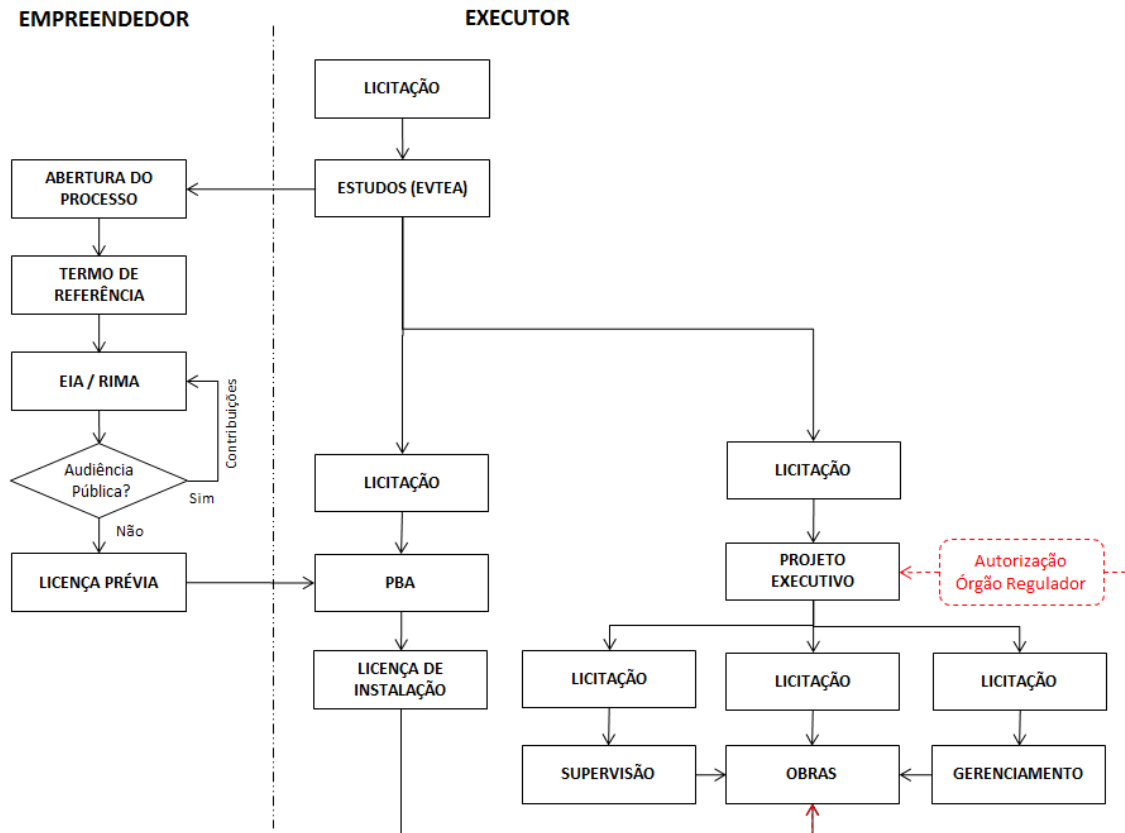 EMPREENDEDOR
EXECUTOR
LICITAÇÃO
ABERTURA DO
PROCESSO
ESTUDOS (EVTEA)
TERMO DE
REFERÊNCIA
EIA / RIMA
Contribuições
Audiência
Pública?
Sim
Não
LICENÇA PRÉVIA
LICITAÇÃO
PBA
LICENÇA DE
INSTALAÇÃO
LICITAÇÃO
PROJETO
EXECUTIVO
Autorização
Órgão Regulador
LICITAÇÃO
LICITAÇÃO
LICITAÇÃO
SUPERVISÃO
OBRAS
GERENCIAMENTO